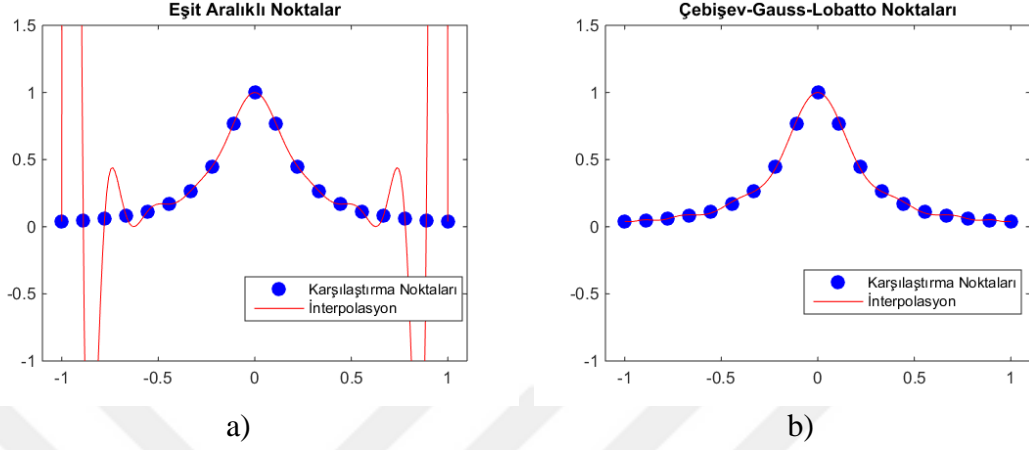 Eşit Aralıklı Noktalar
1.5
1
0.5
0
-0.5
-1
-1
-0.5
0
0.5
1
Karşılaştırma Noktaları
İnterpolasyon
a)
Çebişev-Gauss-Lobatto Noktaları
1.5
1
0.5
0
-0.5
-1
-1
-0.5
0
0.5
1
Karşılaştırma Noktaları
İnterpolasyon
b)